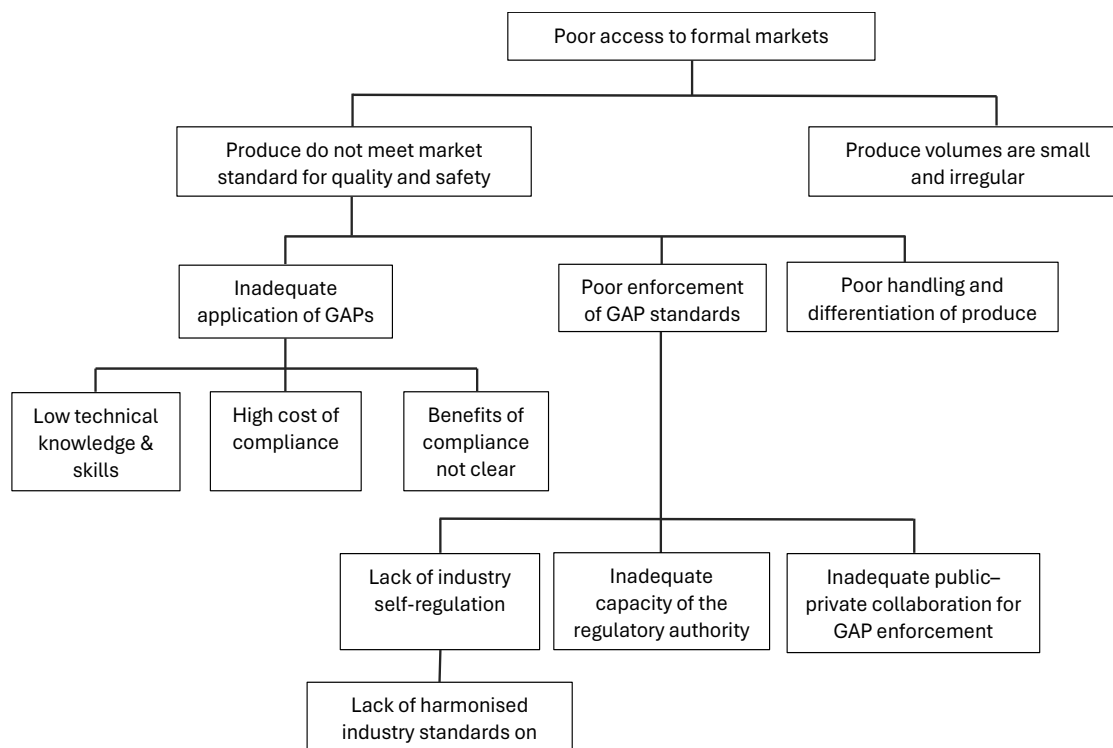 Poor access to formal markets
Produce do not meet market
standard for quality and safety
Produce volumes are small
and irregular
Inadequate
application of GAPs
Poor enforcement
of GAP standards
Poor handling and
differentiation of produce
Low technical
knowledge &
skills
High cost of
compliance
Benefits of
compliance
not clear
Lack of industry
self-regulation
Inadequate
capacity of the
regulatory authority
Inadequate public–
private collaboration for
GAP enforcement
Lack of harmonised
industry standards on